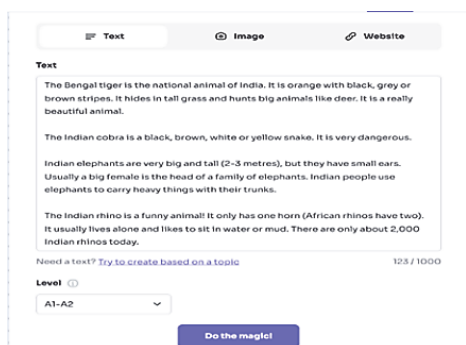 Text Image Website
Text
The Bengal tiger is the national animal of India. It is orange with black, grey or
brown stripes. It hides in tall grass and hunts big animals like deer. It is a really
beautiful animal.
The Indian cobra is a black, brown, white or yellow snake. It is very dangerous.
Indian elephants are very big and tall (2-3 metres), but they have small ears.
Usually a big female is the head of a family of elephants. Indian people use
elephants to carry heavy things with their trunks.
The Indian rhino is a funny animal! It only has one horn (African rhinos have two).
It usually lives alone and likes to sit in water or mud. There are only about 2,000
Indian rhinos today.
Need a text? Try to create based on a topic 123 / 1000
Level
A1-A2
Do the magic!